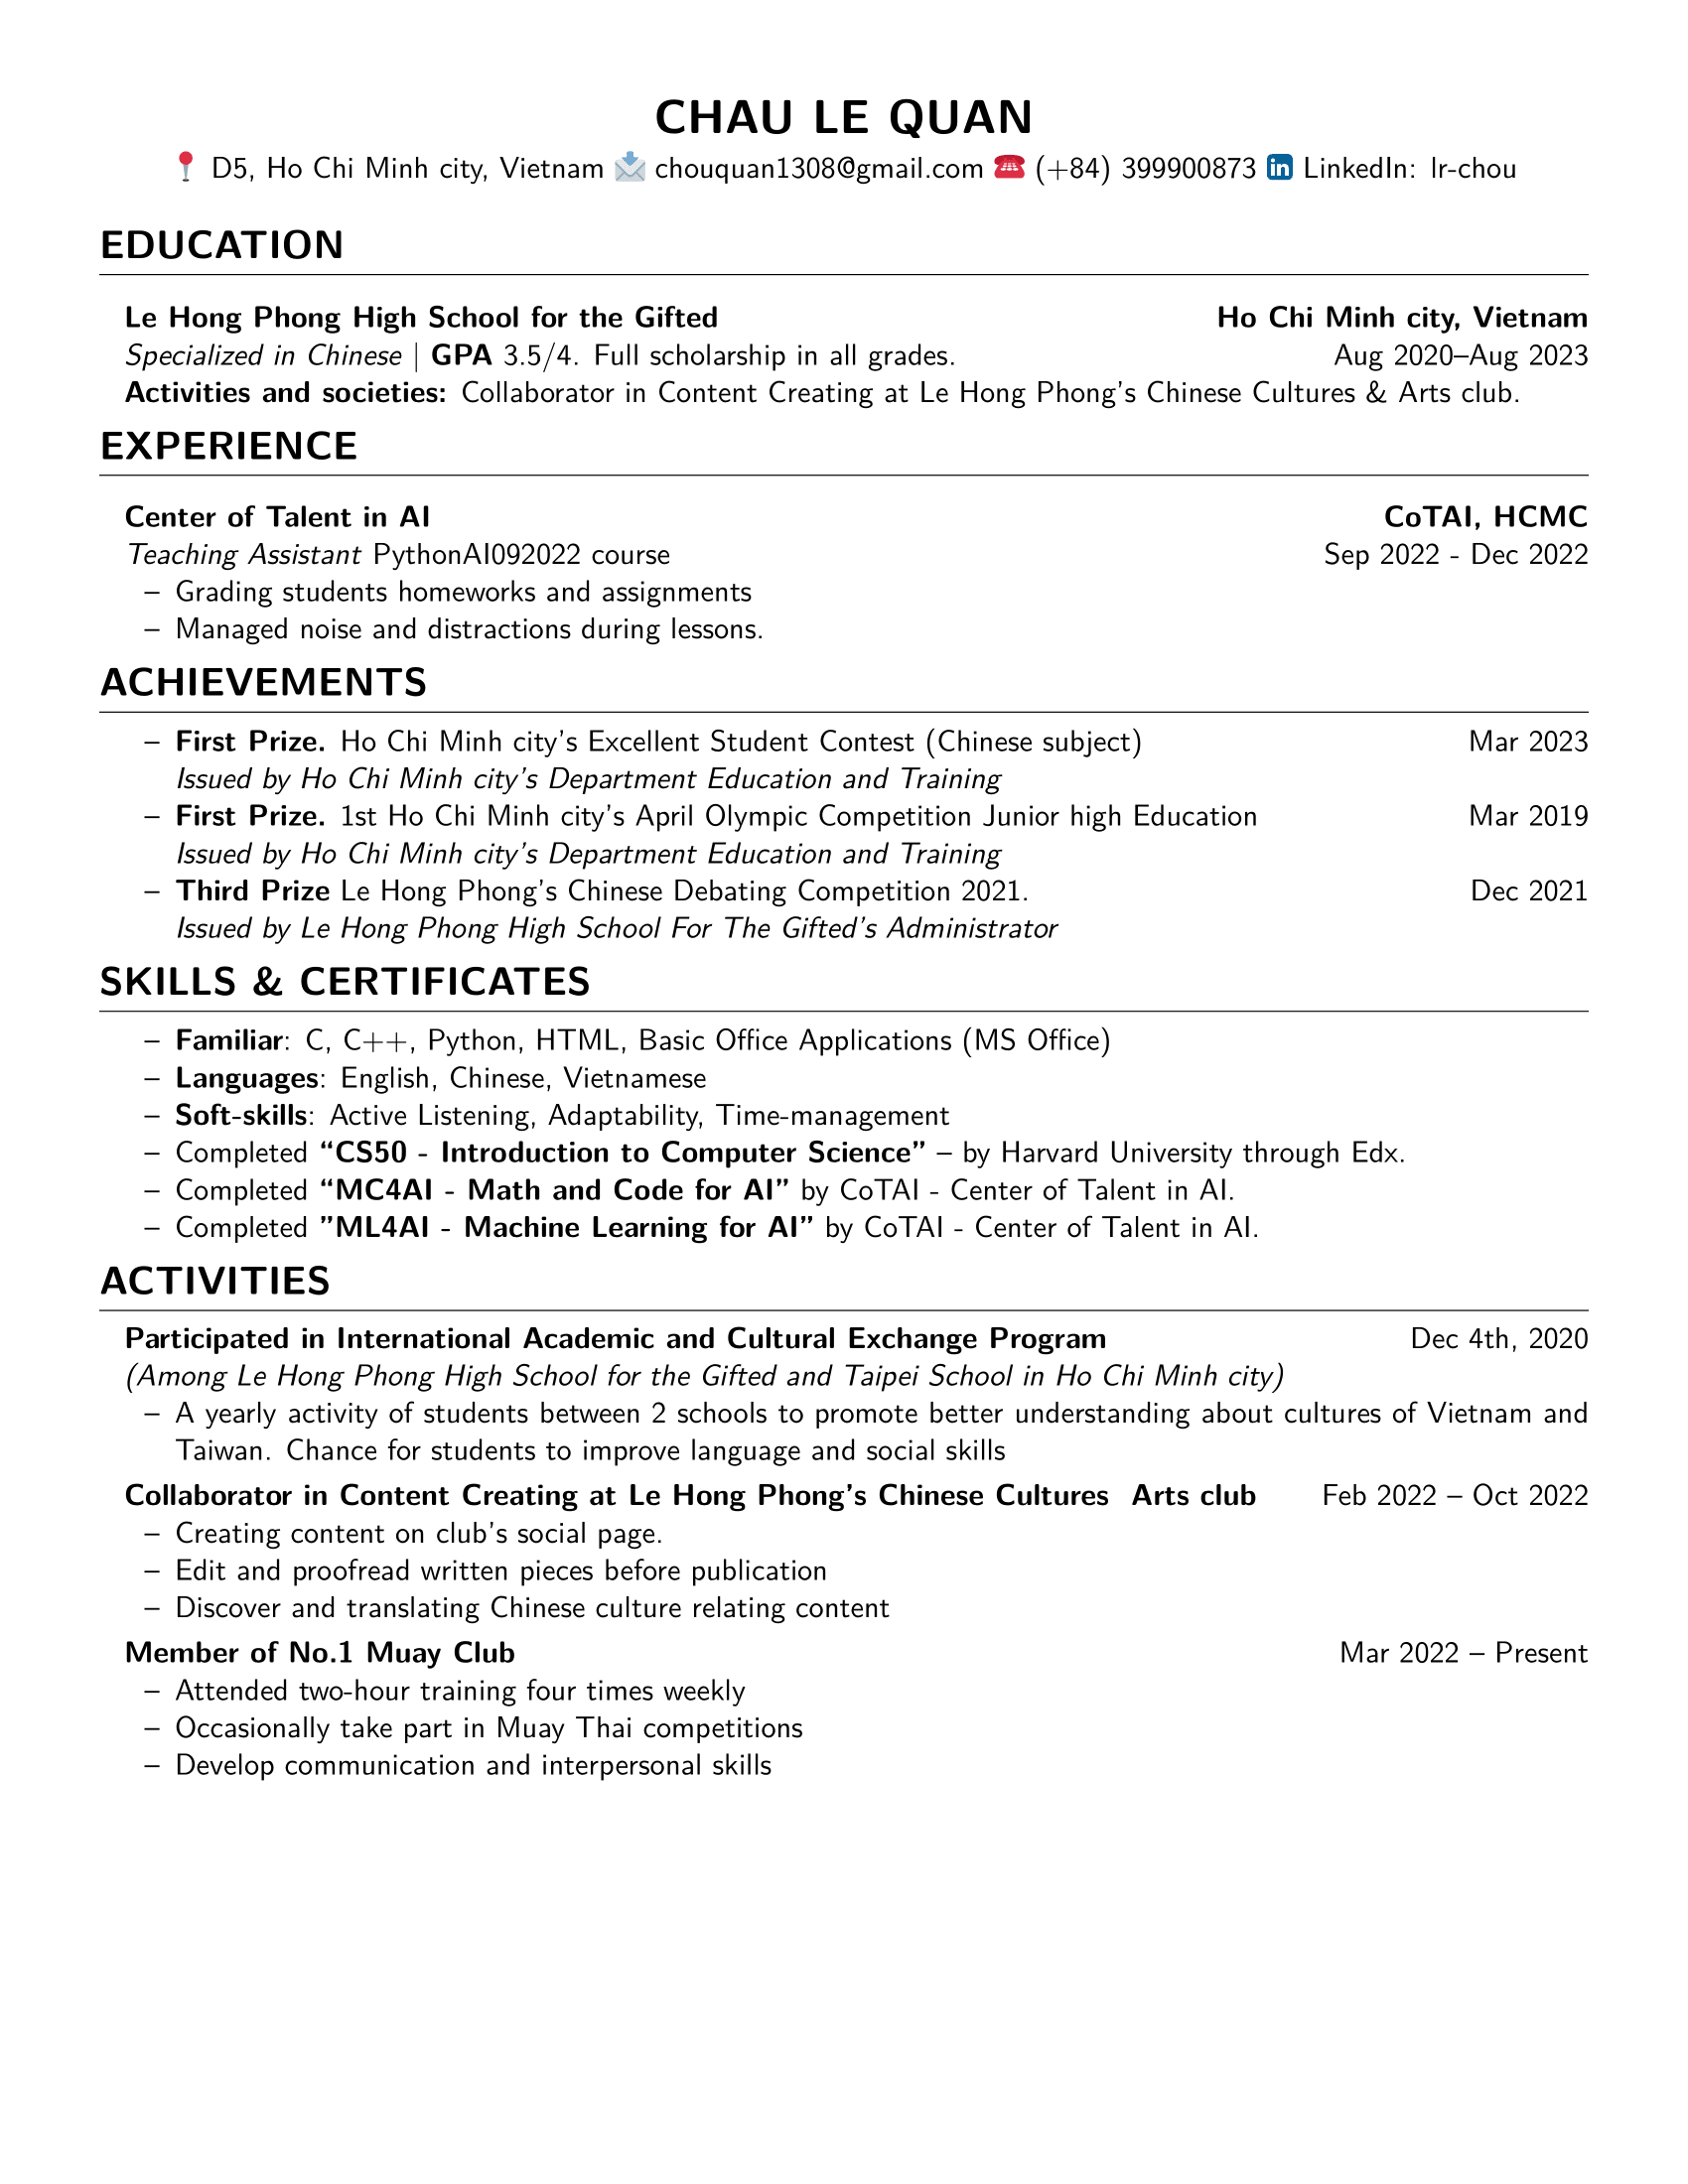 CHAU LE QUAN
D5, Ho Chi Minh city, Vietnam chouquan1308@gmail.com (+84) 399900873 LinkedIn: lr-chou
EDUCATION
Le Hong Phong High School for the Gifted Ho Chi Minh city, Vietnam
Specialized in Chinese | GPA 3.5/4. Full scholarship in all grades. Aug 2020–Aug 2023
Activities and societies: Collaborator in Content Creating at Le Hong Phong's Chinese Cultures & Arts club.
EXPERIENCE
Center of Talent in AI CoTAI, HCMC
Teaching Assistant PythonAI092022 course Sep 2022 - Dec 2022
– Grading students homeworks and assignments
– Managed noise and distractions during lessons.
ACHIEVEMENTS
– First Prize. Ho Chi Minh city's Excellent Student Contest (Chinese subject) Mar 2023
Issued by Ho Chi Minh city's Department Education and Training
– First Prize. 1st Ho Chi Minh city's April Olympic Competition Junior high Education Mar 2019
Issued by Ho Chi Minh city's Department Education and Training
– Third Prize Le Hong Phong's Chinese Debating Competition 2021. Dec 2021
Issued by Le Hong Phong High School For The Gifted's Administrator
SKILLS & CERTIFICATES
– Familiar: C, C++, Python, HTML, Basic Office Applications (MS Office)
– Languages: English, Chinese, Vietnamese
– Soft-skills: Active Listening, Adaptability, Time-management
– Completed “CS50 - Introduction to Computer Science” – by Harvard University through Edx.
– Completed “MC4AI - Math and Code for AI” by CoTAI - Center of Talent in AI.
– Completed ”ML4AI - Machine Learning for AI” by CoTAI - Center of Talent in AI.
ACTIVITIES
Participated in International Academic and Cultural Exchange Program Dec 4th, 2020
(Among Le Hong Phong High School for the Gifted and Taipei School in Ho Chi Minh city)
– A yearly activity of students between 2 schools to promote better understanding about cultures of Vietnam and
Taiwan. Chance for students to improve language and social skills
Collaborator in Content Creating at Le Hong Phong's Chinese Cultures Arts club Feb 2022 – Oct 2022
– Creating content on club's social page.
– Edit and proofread written pieces before publication
– Discover and translating Chinese culture relating content
Member of No.1 Muay Club Mar 2022 – Present
– Attended two-hour training four times weekly
– Occasionally take part in Muay Thai competitions
– Develop communication and interpersonal skills